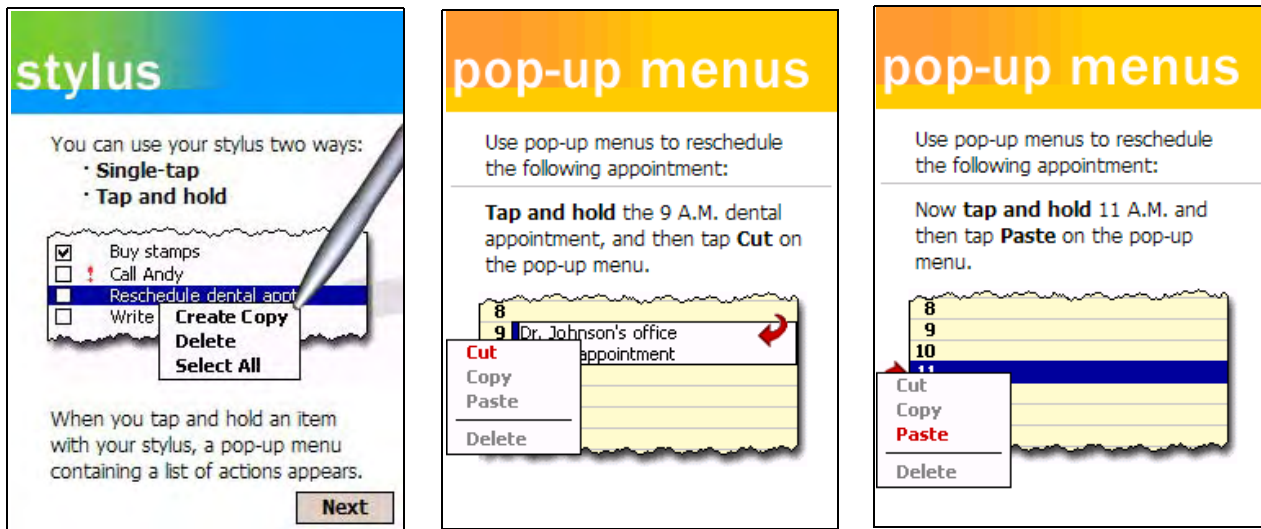 stylus
You can use your stylus two ways:
· Single-tap
· Tap and hold
Buy stamps
! Call Andy
Reschedule dental appt
Write
Create Copy
Delete
Select All
When you tap and hold an item
with your stylus, a pop-up menu
containing a list of actions appears.
Next
pop-up menus
Use pop-up menus to reschedule
the following appointment:
Tap and hold the 9 A.M. dental
appointment, and then tap Cut on
the pop-up menu.
8
9 Dr. Johnson's office
appointment
Cut
Copy
Paste
Delete
pop-up menus
Use pop-up menus to reschedule
the following appointment:
Now tap and hold 11 A.M. and
then tap Paste on the pop-up
menu.
8
9
10
11
Cut
Copy
Paste
Delete